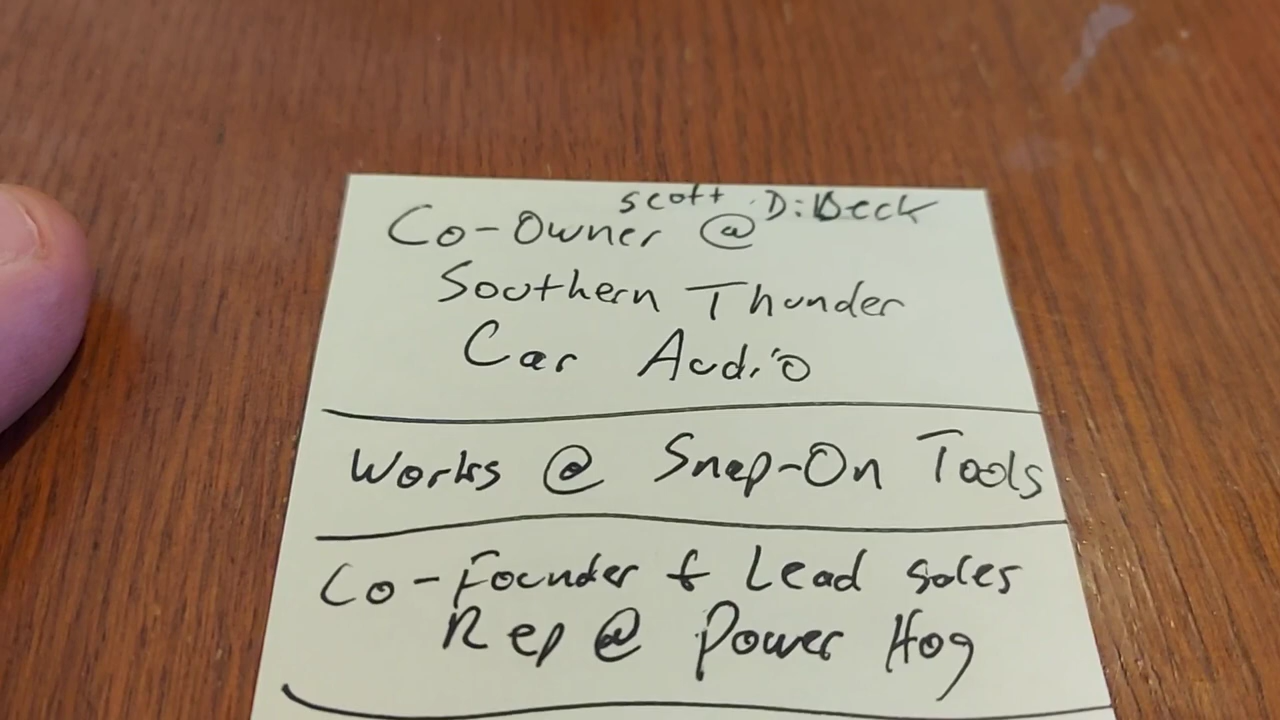 Scott D:Beck
Co-Owner @
Southern Thunder
Car Audio
Works @ Snap-On Tools
Co-Founder & Lead Sales
Rep @ Power Hog